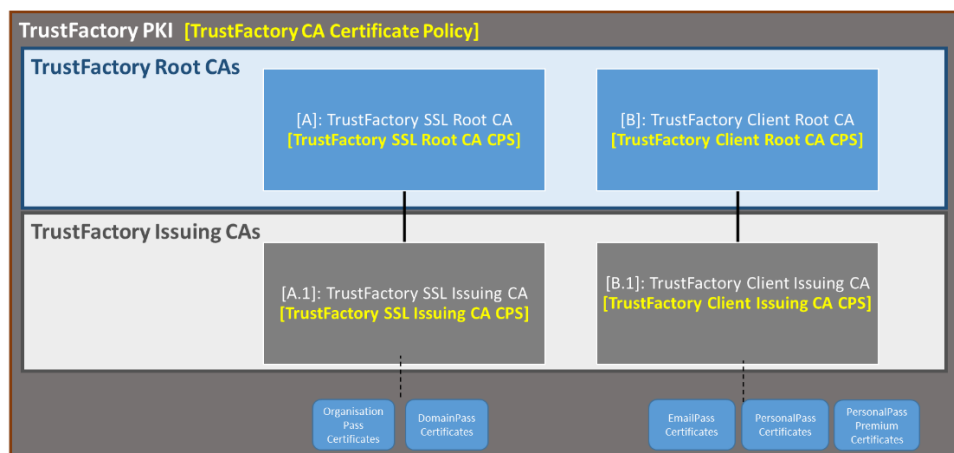 TrustFactory PKI [TrustFactory CA Certificate Policy]
TrustFactory Root CAs
[A]: TrustFactory SSL Root CA
[TrustFactory SSL Root CA CPS]
[B]: TrustFactory Client Root CA
[TrustFactory Client Root CA CPS]
TrustFactory Issuing CAs
[A.1]: TrustFactory SSL Issuing CA
[TrustFactory SSL Issuing CA CPS]
[B.1]: TrustFactory Client Issuing CA
[TrustFactory Client Issuing CA CPS]
Organisation
Pass
Certificates
DomainPass
Certificates
EmailPass
Certificates
PersonalPass
Certificates
PersonalPass
Premium
Certificates